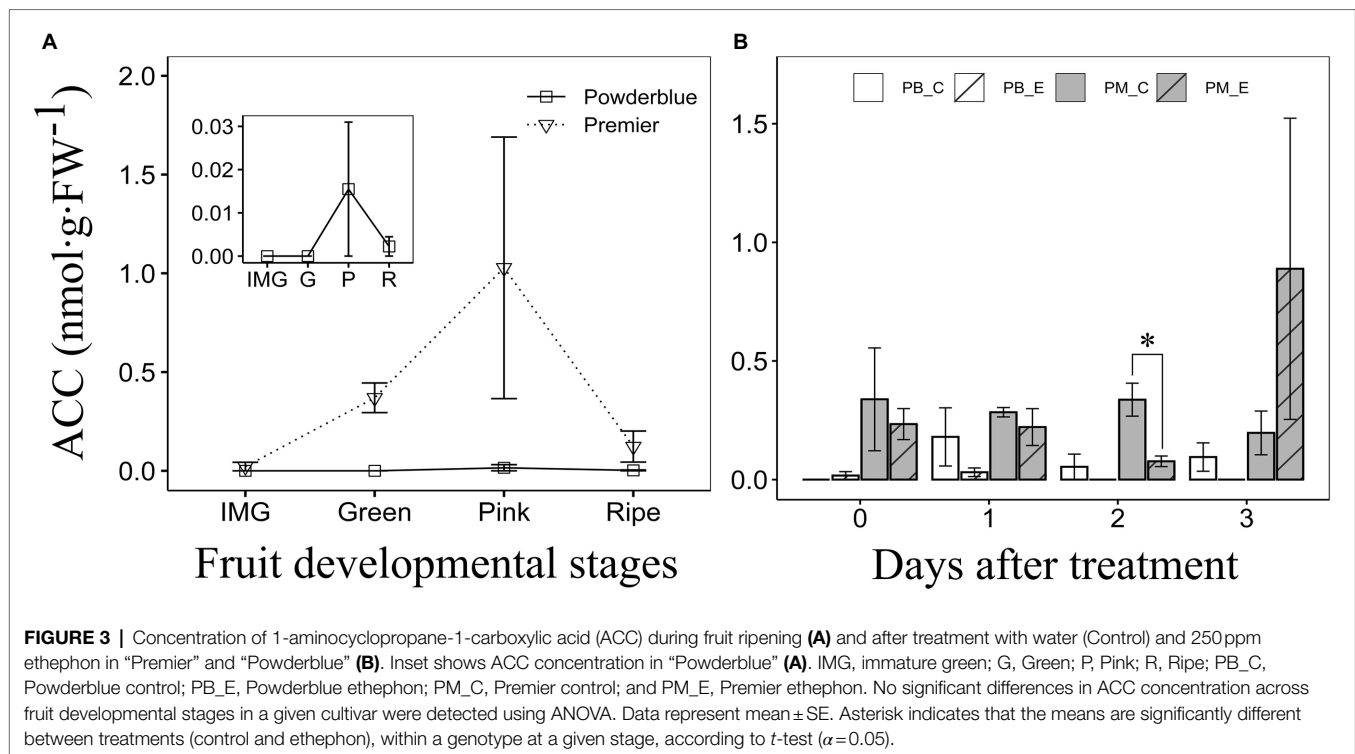 A
B
2.0
1.5
1.0
0.5
0.0
ACC (nmol·g·FW-1)
Powderblue
Premier
0.03
0.02
0.01
0.00
IMG G P R
IMG Green Pink Ripe
Fruit developmental stages
PB_C PB_E PM_C PM_E
1.5
1.0
0.5
0.0
*
0 1 2 3
Days after treatment
FIGURE 3 | Concentration of 1-aminocyclopropane-1-carboxylic acid (ACC) during fruit ripening (A) and after treatment with water (Control) and 250 ppm
ethephon in “Premier” and “Powderblue” (B). Inset shows ACC concentration in “Powderblue” (A). IMG, immature green; G, Green; P, Pink; R, Ripe; PB_C,
Powderblue control; PB_E, Powderblue ethephon; PM_C, Premier control; and PM_E, Premier ethephon. No significant differences in ACC concentration across
fruit developmental stages in a given cultivar were detected using ANOVA. Data represent mean ± SE. Asterisk indicates that the means are significantly different
between treatments (control and ethephon), within a genotype at a given stage, according to t-test (α = 0.05).